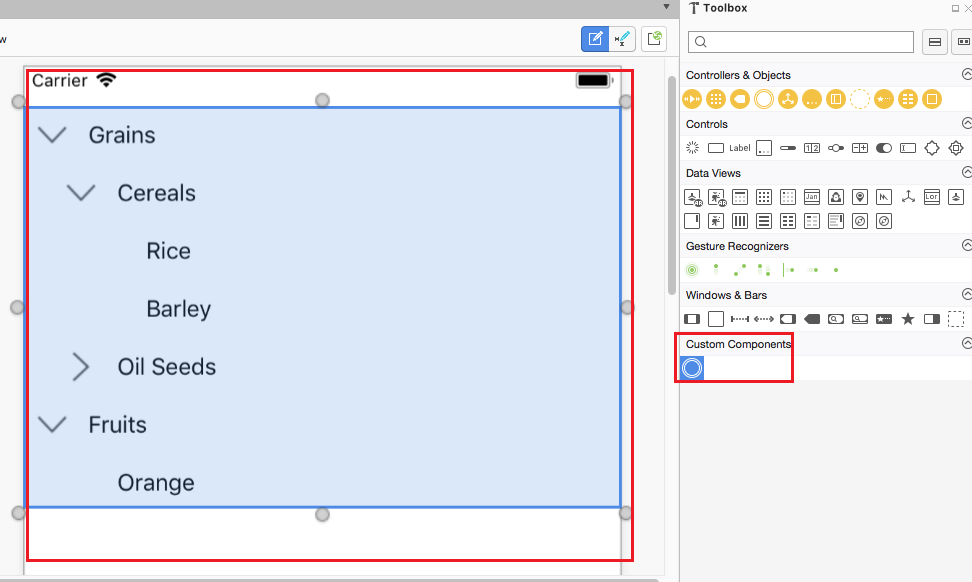 Toolbox
w
Carrier
Grains
Cereals
Rice
Barley
Oil Seeds
Fruits
Orange
Controllers & Objects
Controls
Label
1 2
Data Views
Jan
Lor
Gesture Recognizers
Windows & Bars
Custom Components